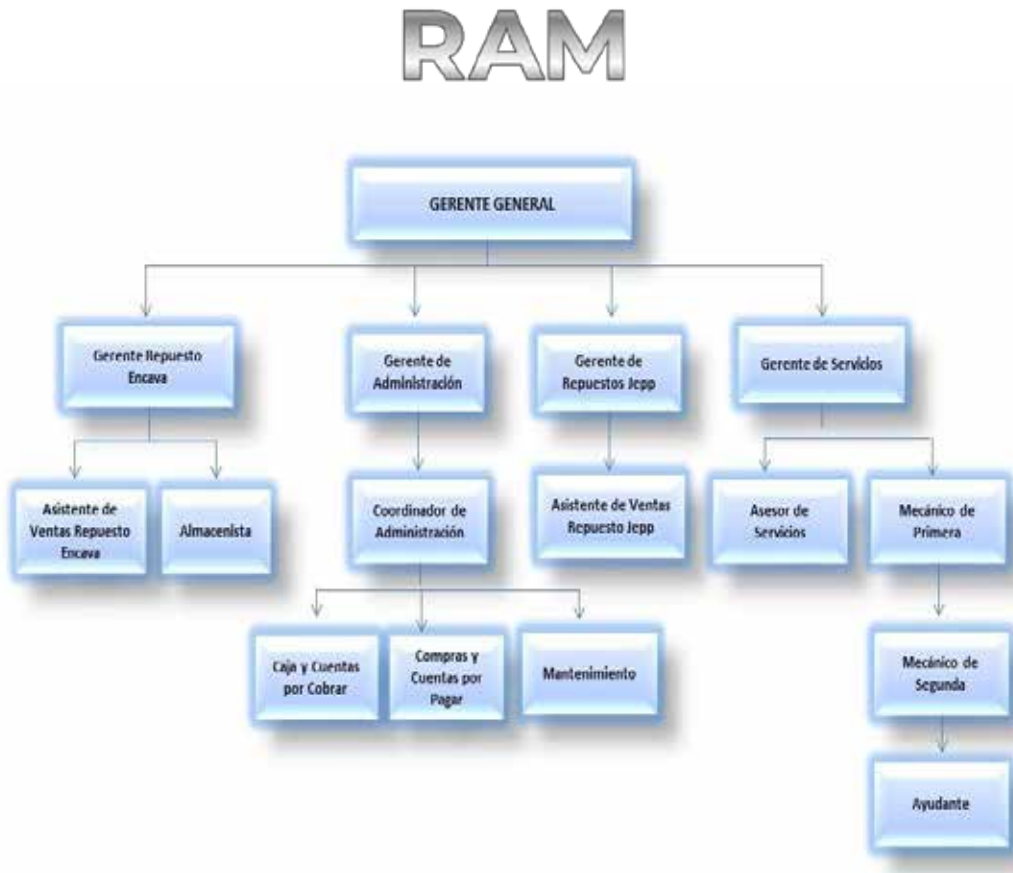 RAM
GERENTE GENERAL
Gerente Repuesto
Encava
Gerente de
Administración
Gerente de
Repuestos Jepp
Gerente de Servicios
Asistente de
Ventas Repuesto
Encava
Almacenista
Coordinador de
Administración
Asistente de Ventas
Repuesto Jepp
Asesor de
Servicios
Mecánico de
Primera
Caja y Cuentas
por Cobrar
Compras y
Cuentas por
Pagar
Mantenimiento
Mecánico de
Segunda
Ayudante